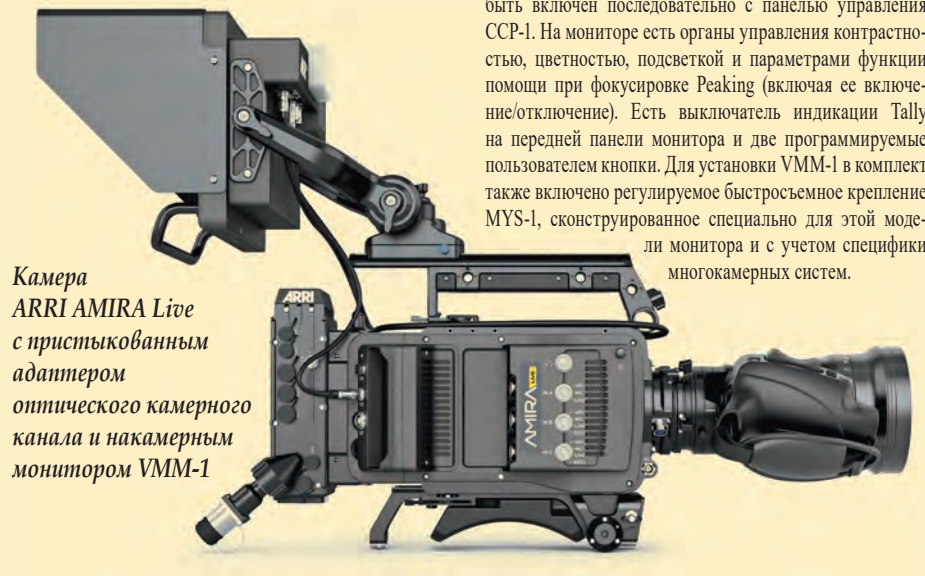 быть включен последовательно с панелью управления
CCP-1. На мониторе есть органы управления контрастно-
стью, цветностью, подсветкой и параметрами функции
помощи при фокусировке Peaking (включая ее включе-
ние/отключение). Есть выключатель индикации Tally
на передней панели монитора и две программируемые
пользователем кнопки. Для установки VMM-1 в комплект
также включено регулируемое быстросъемное крепление
MYS-1, сконструированное специально для этой моде-
ли монитора и с учетом специфики
многокамерных систем.
Камера
ARRI AMIRA Live
с пристыкованным
адаптером
оптического камерного
канала и накамерным
монитором VMM-1
ARRI
AMIRA LIVE